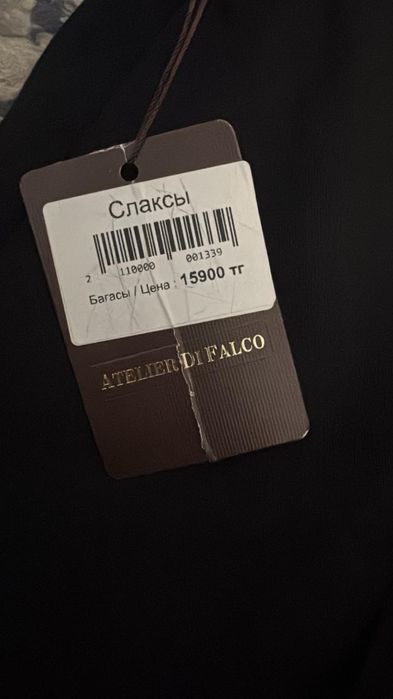 Слаксы
2 110000 001339
Бағасы / Цена : 15900 тг
ATELIER DI FALCO